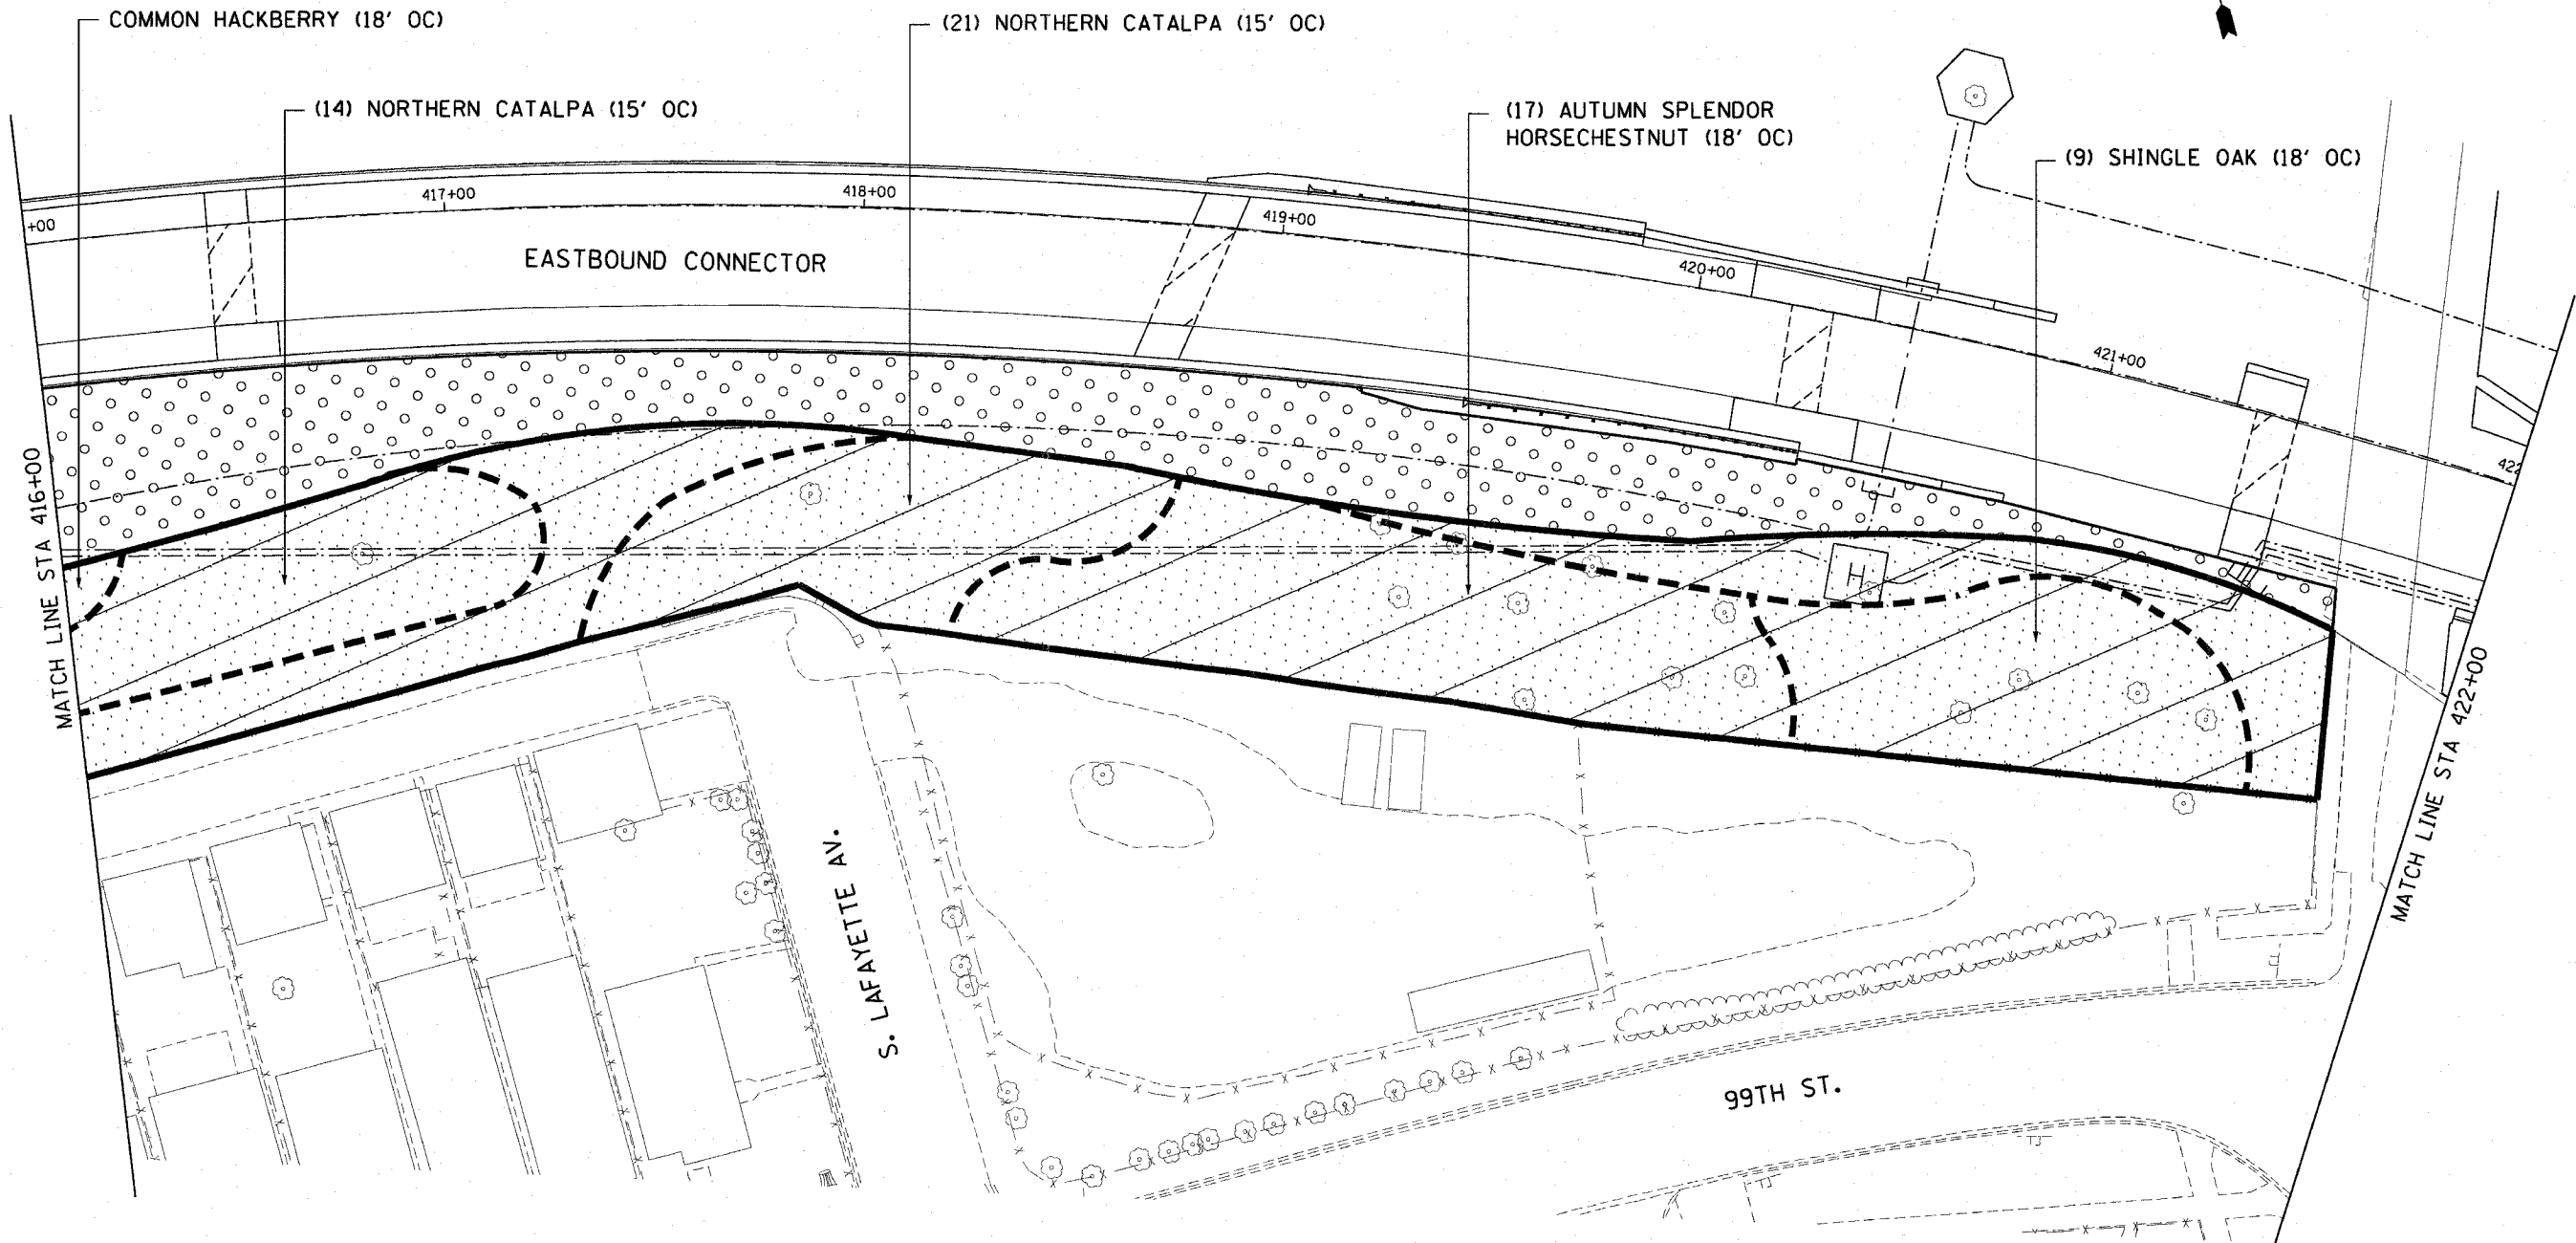 COMMON HACKBERRY (18' OC)
(21) NORTHERN CATALPA (15' OC)
(14) NORTHERN CATALPA (15' OC)
(17) AUTUMN SPLENDOR
HORSECHESTNUT (18' OC)
(9) SHINGLE OAK (18' OC)
+00
417+00
418+00
419+00
420+00
421+00
422
EASTBOUND CONNECTOR
MATCH LINE STA 416+00
H
MATCH LINE STA 422+00
S. LAFAYETTE AV.
99TH ST.